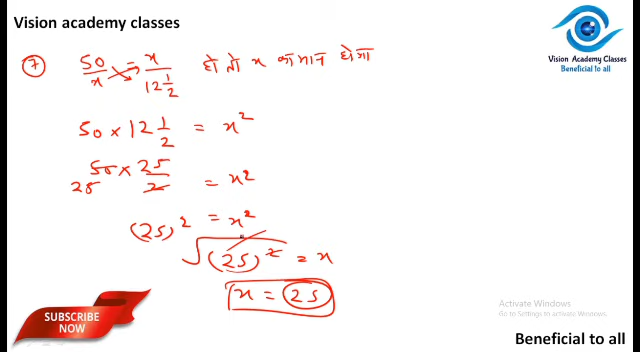 Vision academy classes
Vision Academy Classes
Beneficial to all
7 50/x = x/12 1/2 हो तो x का मान होगा
50 × 12 1/2 = x²
50 × 25/2 = x²
25
(25)² = x²
√(25)² = x
x = 25
SUBSCRIBE
NOW
Activate Windows
Go to Settings to activate Windows.
Beneficial to all